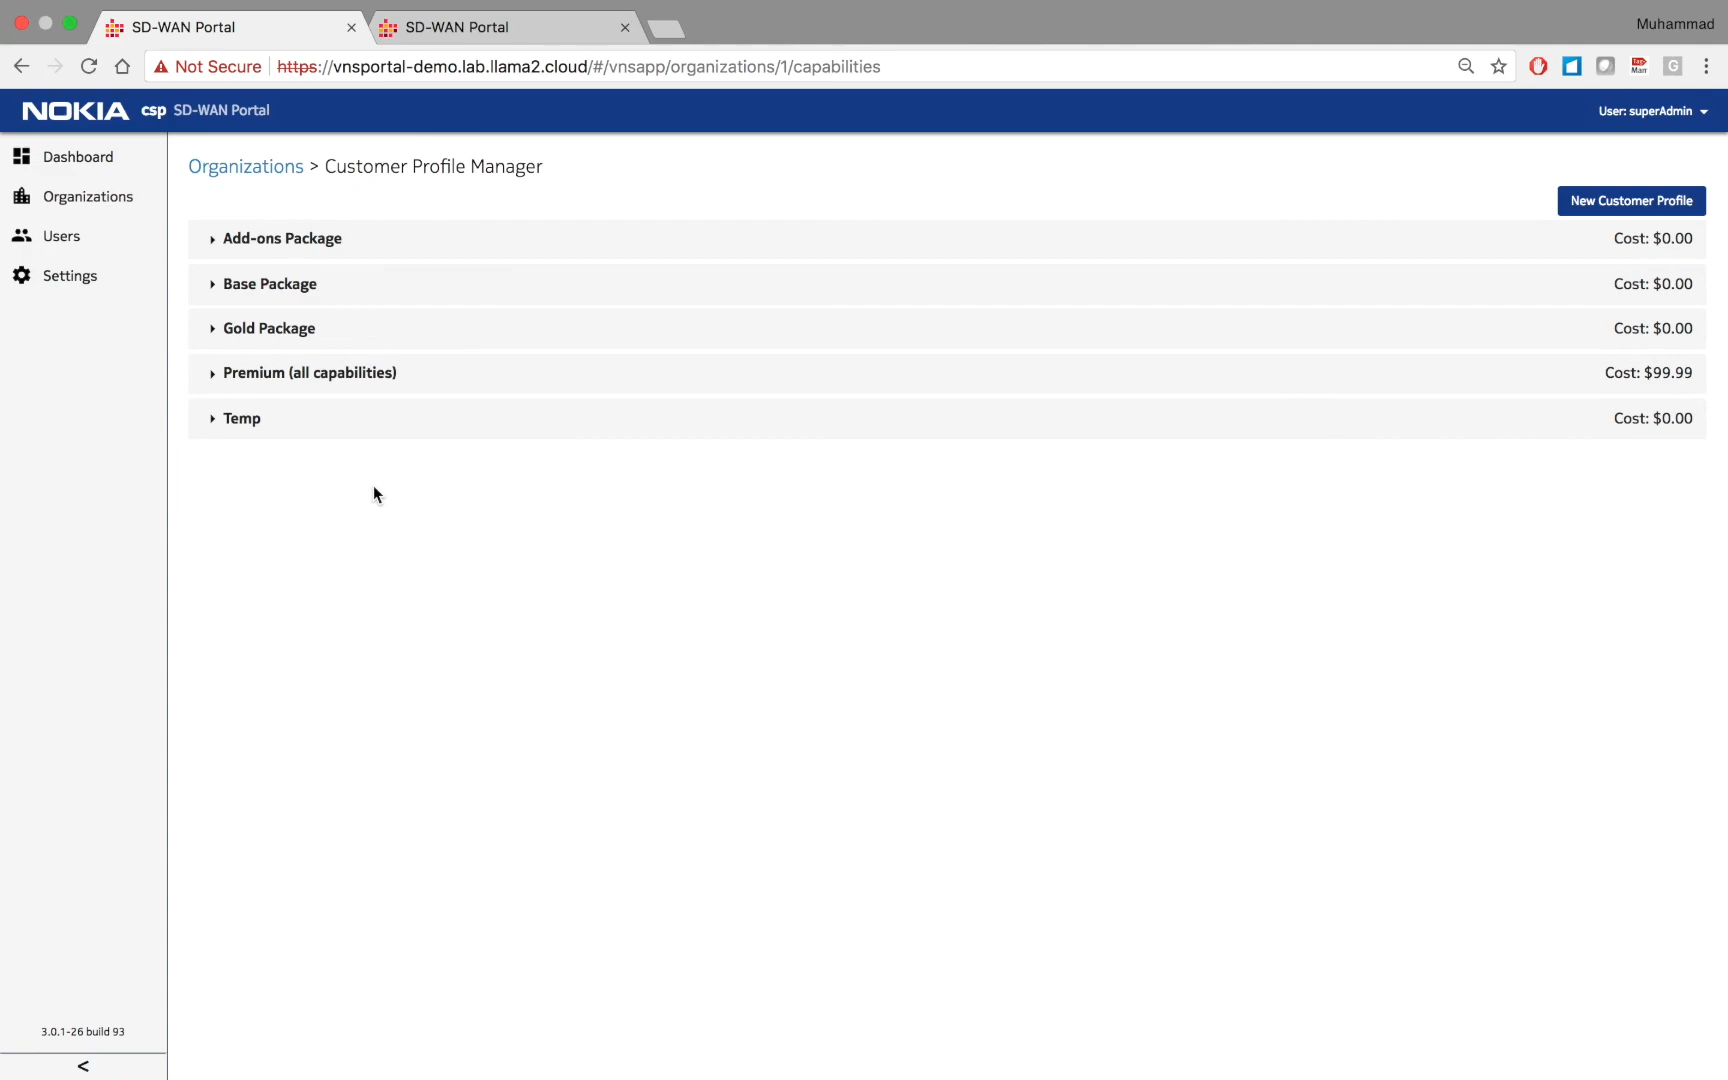 SD-WAN Portal
SD-WAN Portal
Muhammad
Not Secure https://vnsportal-demo.lab.llama2.cloud/#/vnsapp/organizations/1/capabilities
Tag-
Man
G
NOKIA csp SD-WAN Portal
User: superAdmin
Dashboard
Organizations
Users
Settings
Organizations > Customer Profile Manager
New Customer Profile
Add-ons Package Cost: $0.00
Base Package Cost: $0.00
Gold Package Cost: $0.00
Premium (all capabilities) Cost: $99.99
Temp Cost: $0.00
3.0.1-26 build 93
<